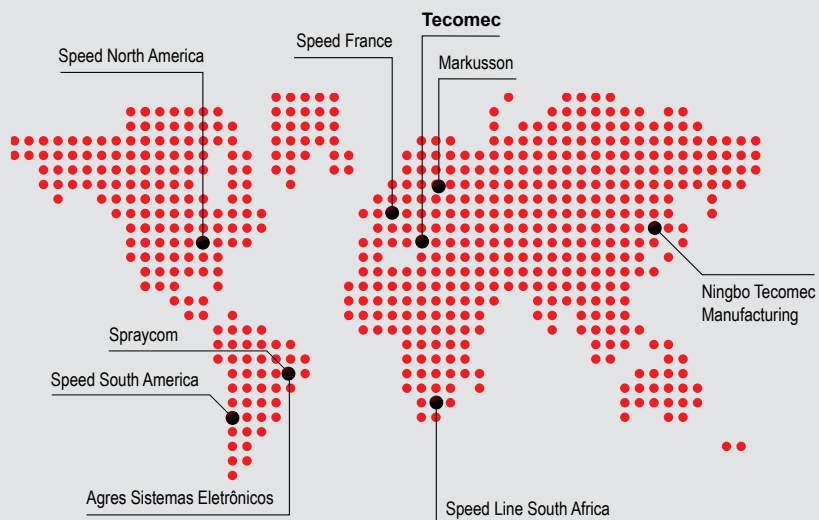 Tecomec
Speed France
Speed North America
Markusson
Ningbo Tecomec
Manufacturing
Spraycom
Speed South America
Agres Sistemas Eletrônicos
Speed Line South Africa